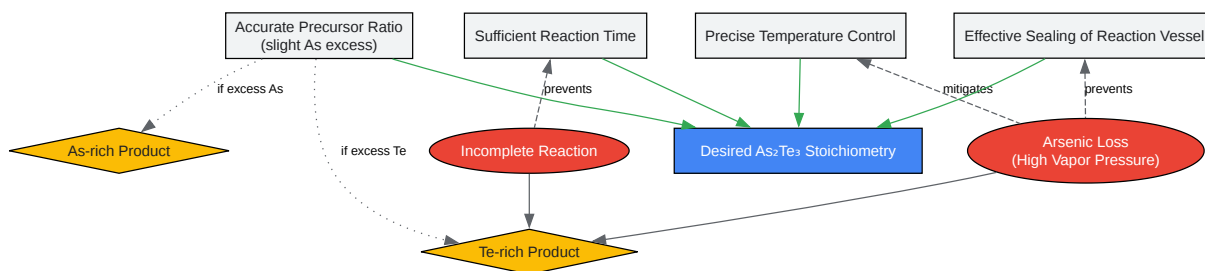 Accurate Precursor Ratio
(slight As excess)
Sufficient Reaction Time
Precise Temperature Control
Effective Sealing of Reaction Vessel
if excess As
prevents
mitigates
prevents
As-rich Product
if excess Te
Incomplete Reaction
Desired As₂Te₃ Stoichiometry
Arsenic Loss
(High Vapor Pressure)
Te-rich Product